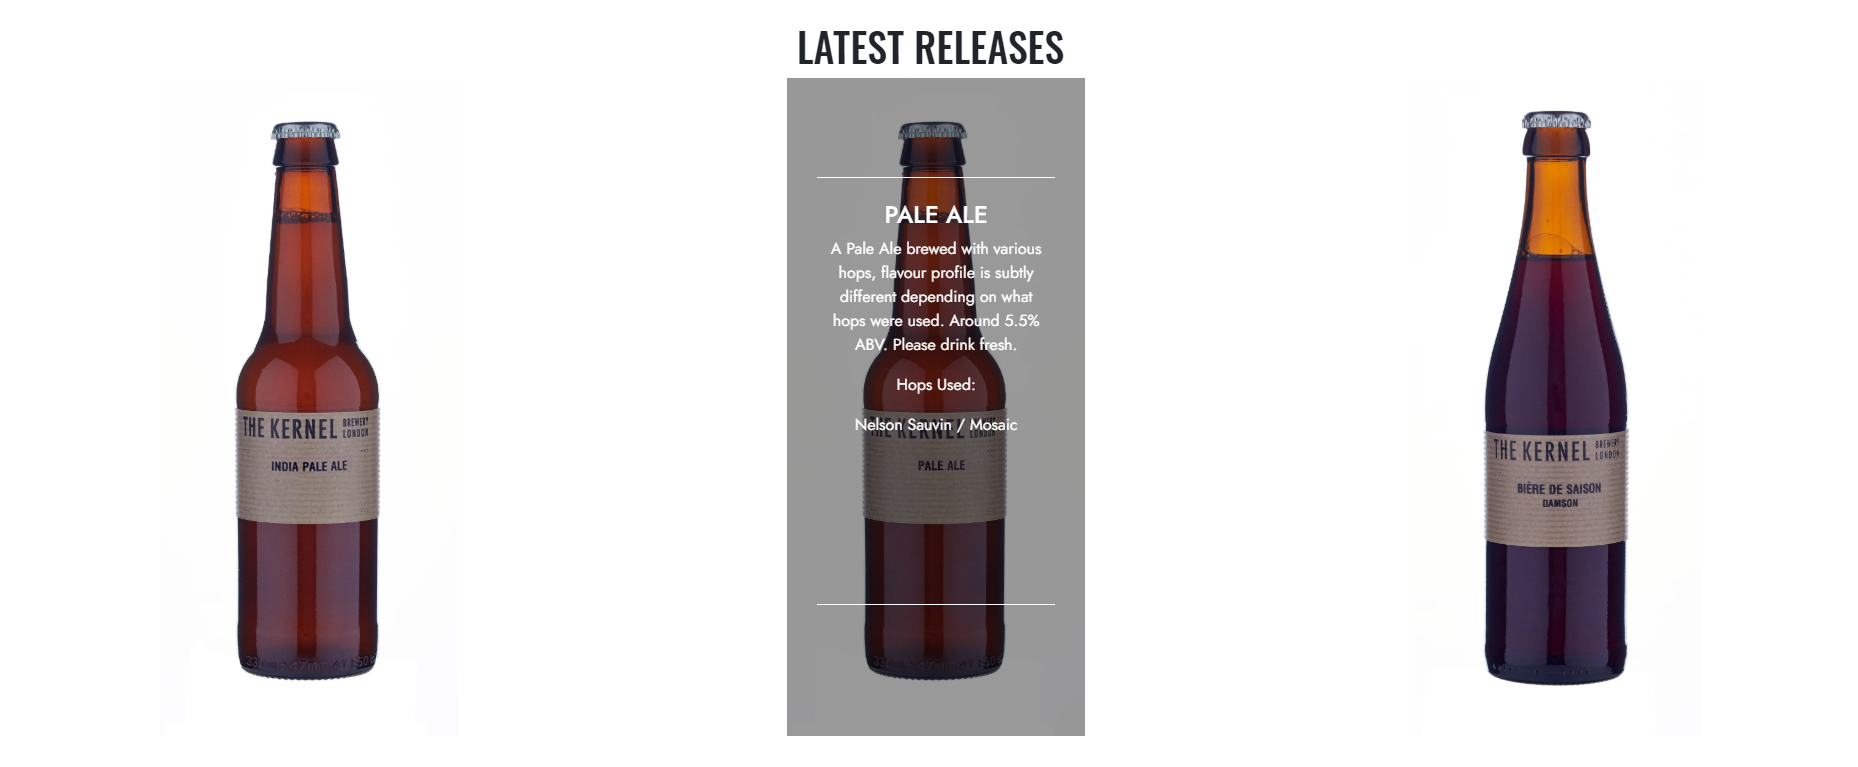 LATEST RELEASES
THE KERNEL BREWERY LONDON
INDIA PALE ALE
PALE ALE
A Pale Ale brewed with various
hops, flavour profile is subtly
different depending on what
hops were used. Around 5.5%
ABV. Please drink fresh.
Hops Used:
Nelson Sauvin / Mosaic
THE KERNEL BREWERY LONDON
PALE ALE
THE KERNEL BREWERY LONDON
BIÈRE DE SAISON
DAMSON